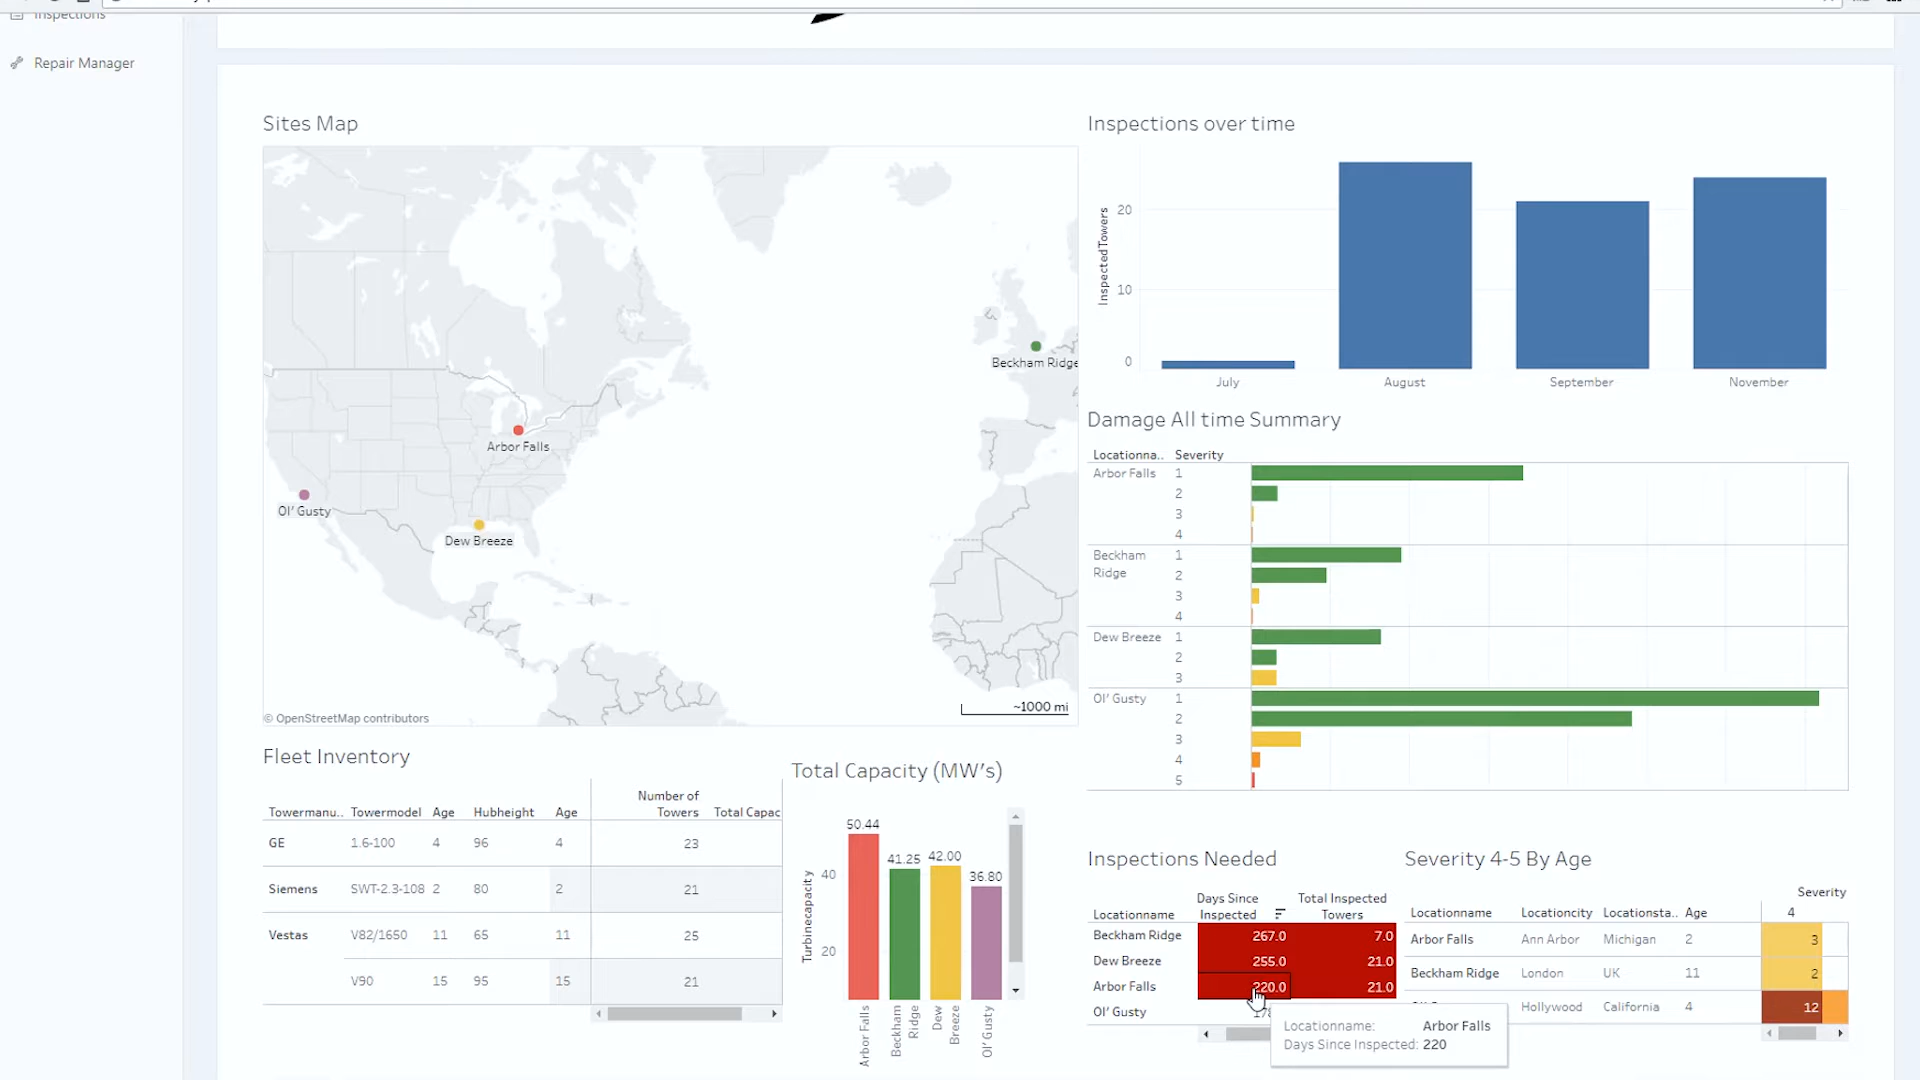 Inspections
Repair Manager
Sites Map
Beckham Ridge
Arbor Falls
Ol' Gusty
Dew Breeze
~1000 mi
© OpenStreetMap contributors
Inspections over time
InspectedTowers
20
10
0
July August September November
Damage All time Summary
Locationna.. Severity
Arbor Falls 1
2
3
4
Beckham Ridge 1
2
3
4
Dew Breeze 1
2
3
Ol' Gusty 1
2
3
4
5
Fleet Inventory
Towermanu.. Towermodel Age Hubheight Age Number of Towers Total Capac
GE 1.6-100 4 96 4 23
Siemens SWT-2.3-108 2 80 2 21
Vestas V82/1650 11 65 11 25
V90 15 95 15 21
Total Capacity (MW's)
Turbinecapacity
40
20
50.44
41.25
42.00
36.80
Arbor Falls
Beckham Ridge
Dew Breeze
Ol' Gusty
Inspections Needed
Locationname Days Since Inspected Total Inspected Towers
Beckham Ridge 267.0 7.0
Dew Breeze 255.0 21.0
Arbor Falls 220.0 21.0
Ol' Gusty
Locationname: Arbor Falls
Days Since Inspected: 220
Severity 4-5 By Age
Severity
Locationname Locationcity Locationsta.. Age 4
Arbor Falls Ann Arbor Michigan 2 3
Beckham Ridge London UK 11 2
Hollywood California 4 12